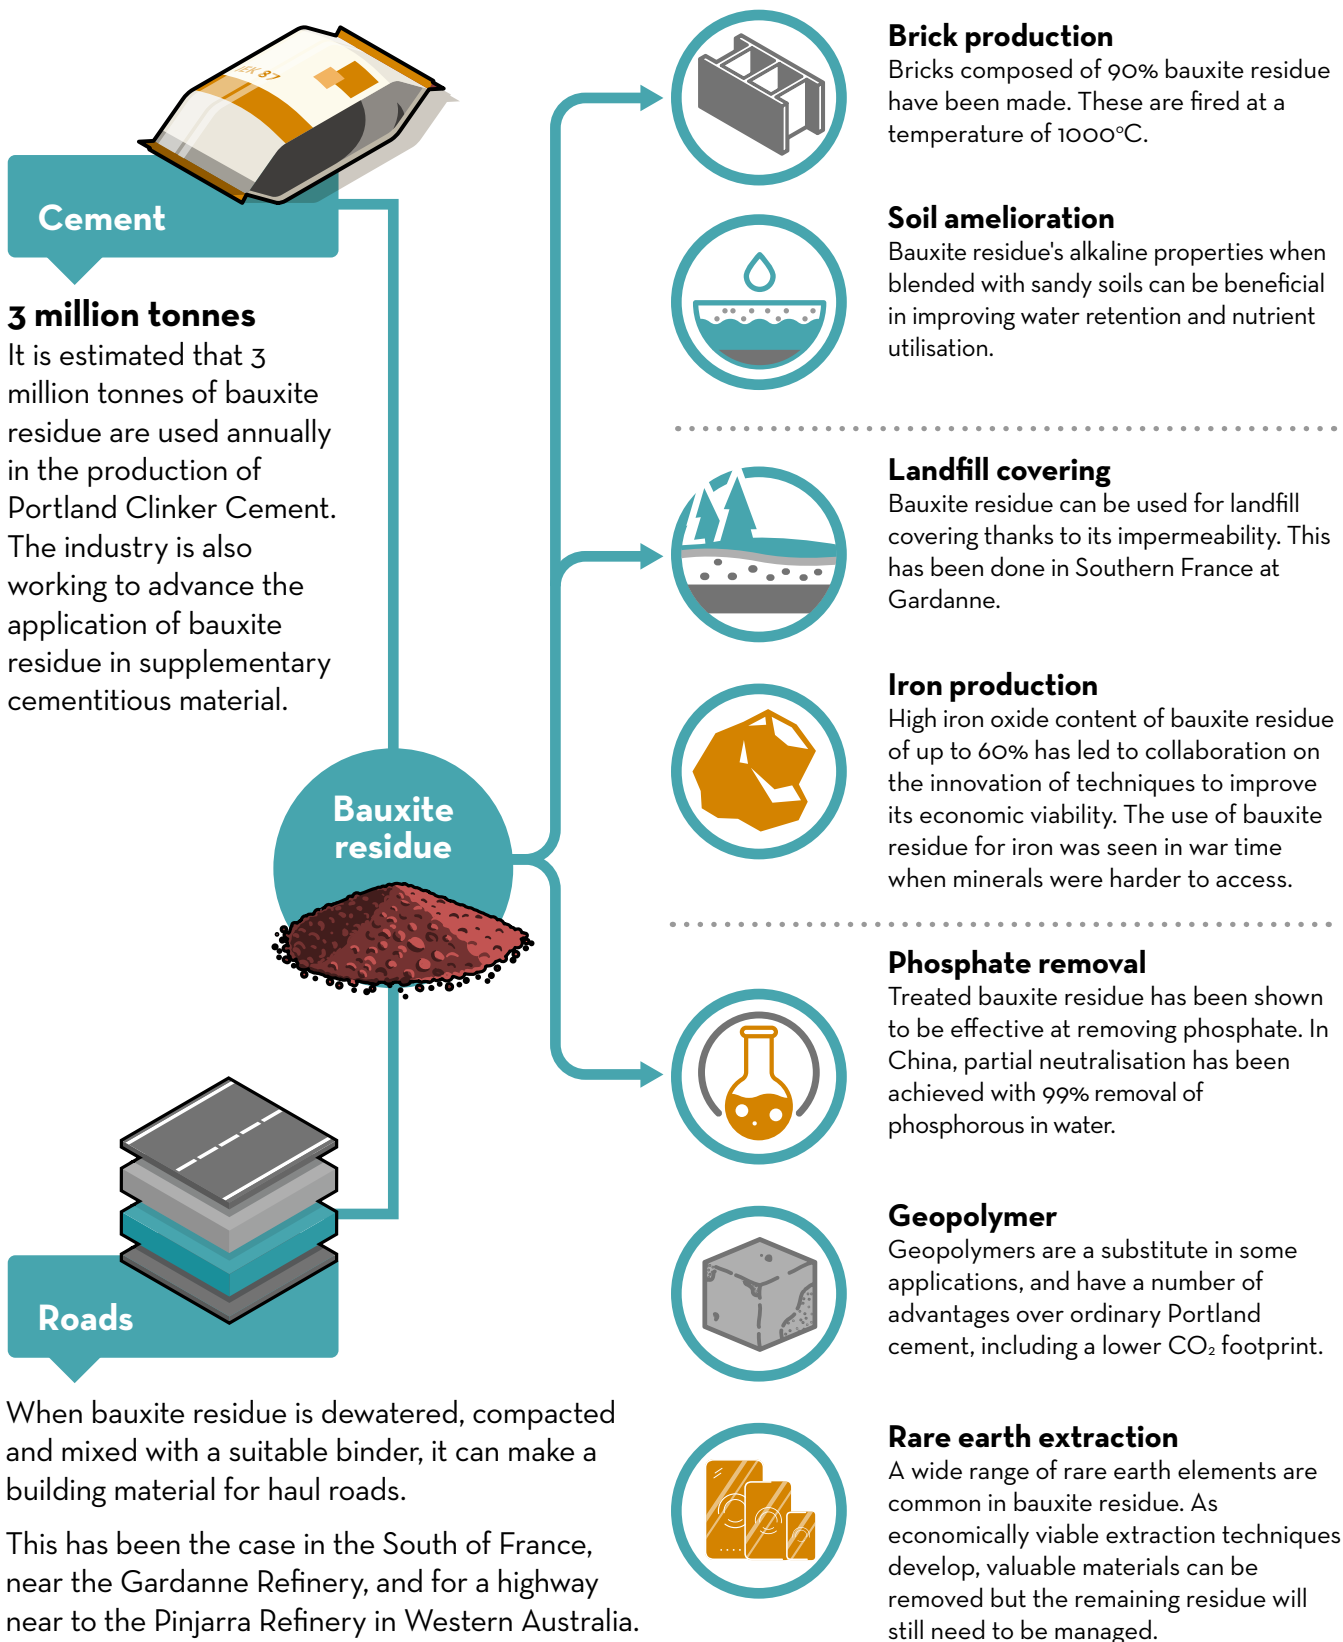 EK 87
Cement
3 million tonnes
It is estimated that 3
million tonnes of bauxite
residue are used annually
in the production of
Portland Clinker Cement.
The industry is also
working to advance the
application of bauxite
residue in supplementary
cementitious material.
Bauxite
residue
Roads
When bauxite residue is dewatered, compacted
and mixed with a suitable binder, it can make a
building material for haul roads.
This has been the case in the South of France,
near the Gardanne Refinery, and for a highway
near to the Pinjarra Refinery in Western Australia.
Brick production
Bricks composed of 90% bauxite residue
have been made. These are fired at a
temperature of 1000°C.
Soil amelioration
Bauxite residue's alkaline properties when
blended with sandy soils can be beneficial
in improving water retention and nutrient
utilisation.
Landfill covering
Bauxite residue can be used for landfill
covering thanks to its impermeability. This
has been done in Southern France at
Gardanne.
Iron production
High iron oxide content of bauxite residue
of up to 60% has led to collaboration on
the innovation of techniques to improve
its economic viability. The use of bauxite
residue for iron was seen in war time
when minerals were harder to access.
Phosphate removal
Treated bauxite residue has been shown
to be effective at removing phosphate. In
China, partial neutralisation has been
achieved with 99% removal of
phosphorous in water.
Geopolymer
Geopolymers are a substitute in some
applications, and have a number of
advantages over ordinary Portland
cement, including a lower CO₂ footprint.
Rare earth extraction
A wide range of rare earth elements are
common in bauxite residue. As
economically viable extraction techniques
develop, valuable materials can be
removed but the remaining residue will
still need to be managed.